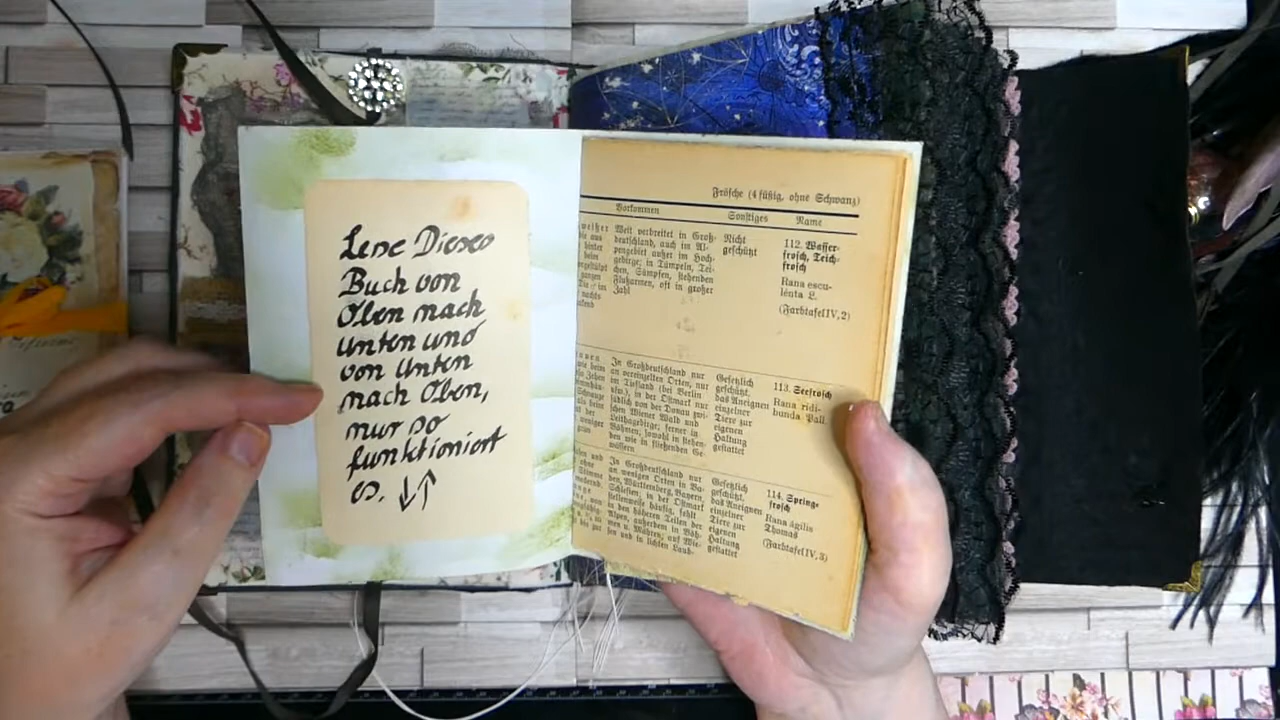 Lese Dieses
Buch von
Oben nach
unten und
von Unten
nach Oben,
nur so
funktioniert
es. ↓↑
Frösche (4füßig, ohne Schwanz)
Vorkommen Sonstiges Name
Weit verbreitet in Groß-
deutschland, auch im Al-
pengebiet außer im Hoch-
gebirge; in Tümpeln, Tei-
chen, Sümpfen, stehenden
Flußarmen, oft in großer
Zahl
Nicht
geschützt
112. Wasser-
frosch, Teich-
frosch
Rana escu-
lénta L.
(Farbtafel IV, 2)
In Großdeutschland nur
an vereinzelten Orten, nur
im Tiefland (bei Berlin
usw.), in der Ostmark nur
südlich von der Donau zwi-
schen Wiener Wald und
Leithagebirge; ferner in
Böhmen; sowohl in stehen-
den wie in fließenden Ge-
wässern
Gesetzlich
geschützt.
das Aneignen
einzelner
Tiere zur
eigenen
Haltung
gestattet
113. Seefrosch
Rana ridi-
bunda Pall.
In Großdeutschland nur
an wenigen Orten in Ba-
den, Württemberg, Bayern,
Schlesien; in der Ostmark
stellenweise häufig, fehlt
in den höheren Teilen der
Alpen, außerdem in Böh-
men u. Mähren; auf Wie-
sen und in lichten Laub-
Gesetzlich
geschützt.
das Aneignen
einzelner
Tiere zur
eigenen
Haltung
gestattet
114. Spring-
frosch
Rana ágilis
Thomas
(Farbtafel IV, 3)